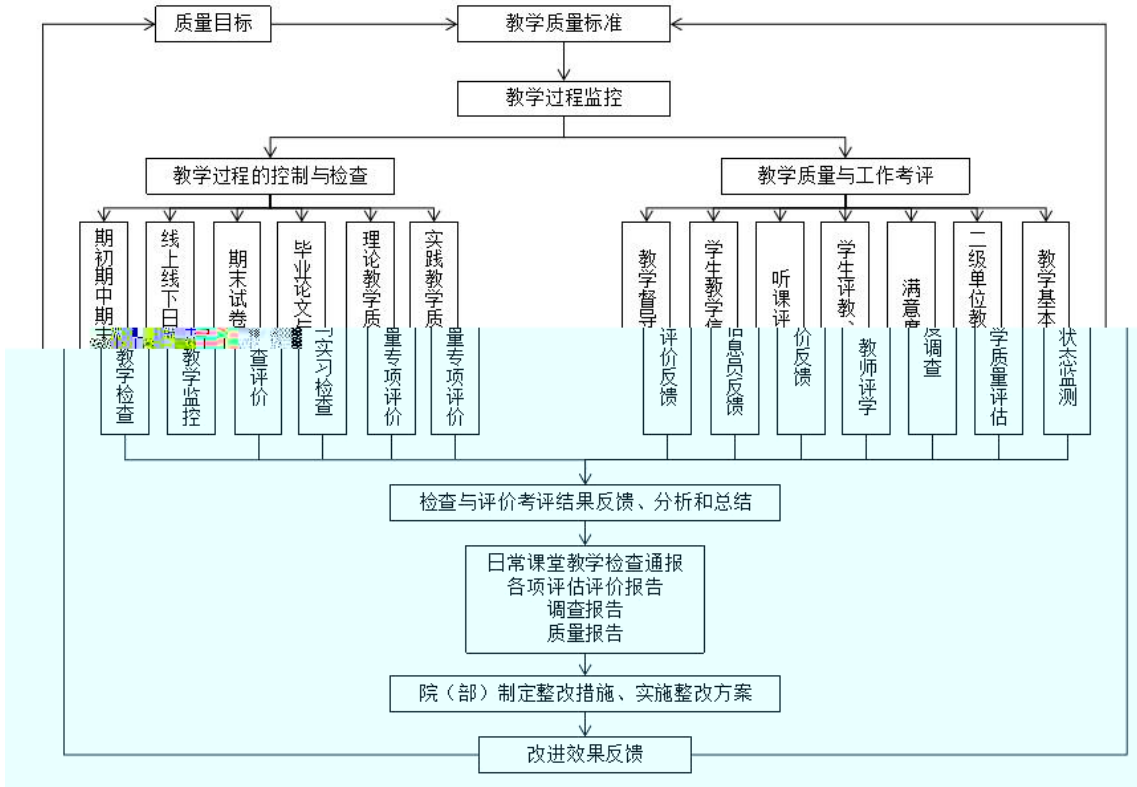 质量目标
教学质量标准
教学过程监控
教学过程的控制与检查
教学质量与工作考评
期初期中期末教学检查
线上线下日教学监控
期末试卷查评价
毕业论文与实习检查
理论教学质量专项评价
实践教学质量专项评价
教学督导评价反馈
学生教学信息员反馈
听课评价反馈
学生评教、教师评学
满意度调查
二级单位教学质量评估
教学基本状态监测
检查与评价考评结果反馈、分析和总结
日常课堂教学检查通报
各项评估评价报告
调查报告
质量报告
院（部）制定整改措施、实施整改方案
改进效果反馈